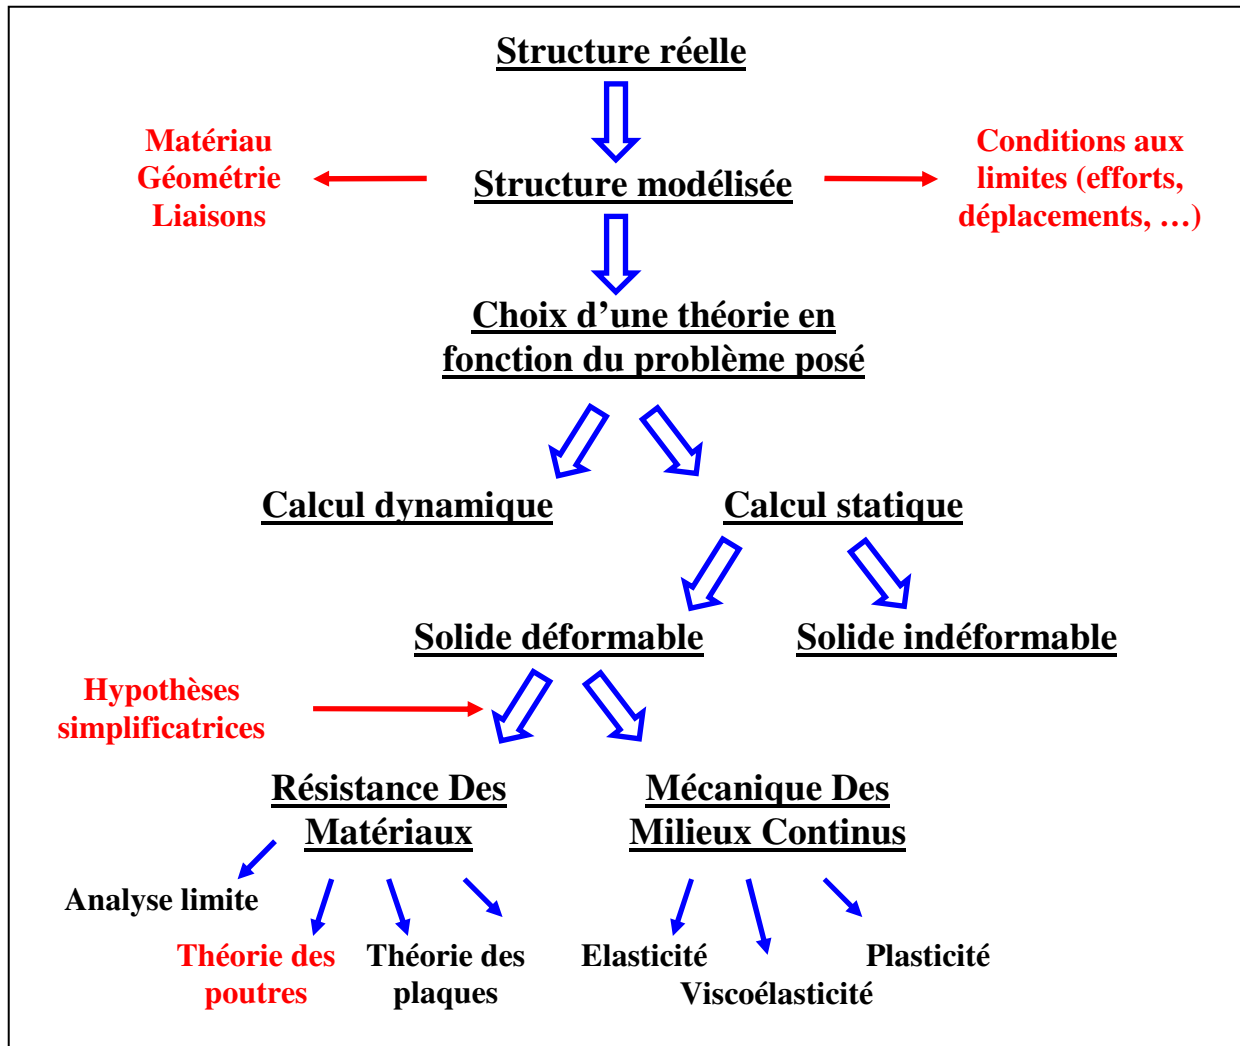 Structure réelle
Matériau
Géométrie
Liaisons
Structure modélisée
Conditions aux
limites (efforts,
déplacements, …)
Choix d’une théorie en
fonction du problème posé
Calcul dynamique
Calcul statique
Solide déformable
Solide indéformable
Hypothèses
simplificatrices
Résistance Des
Matériaux
Mécanique Des
Milieux Continus
Analyse limite
Théorie des
poutres
Théorie des
plaques
Elasticité
Viscoélasticité
Plasticité